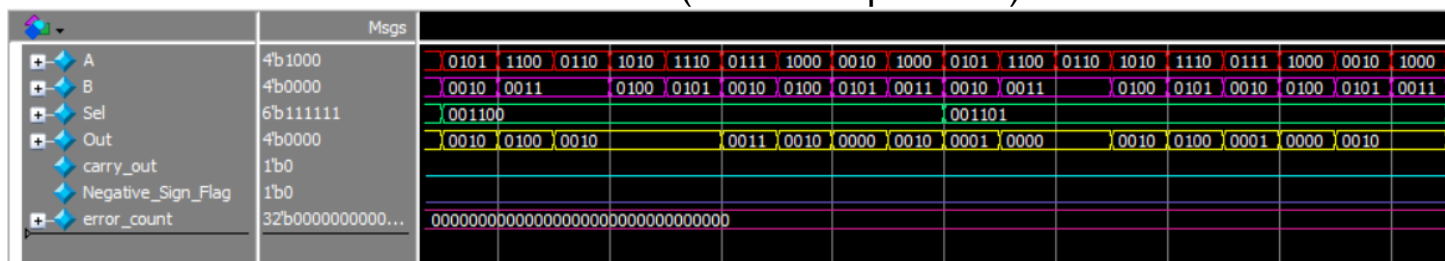 Msgs
A 4'b1000 0101 1100 0110 1010 1110 0111 1000 0010 1000 0101 1100 0110 1010 1110 0111 1000 0010 1000
B 4'b0000 0010 0011 0100 0101 0010 0100 0101 0011 0010 0011 0100 0101 0010 0100 0101 0011
Sel 6'b111111 001100 001101
Out 4'b0000 0010 0100 0010 0011 0010 0000 0010 0001 0000 0010 0100 0001 0000 0010
carry_out 1'b0
Negative_Sign_Flag 1'b0
error_count 32'b0000000000... 00000000000000000000000000000000